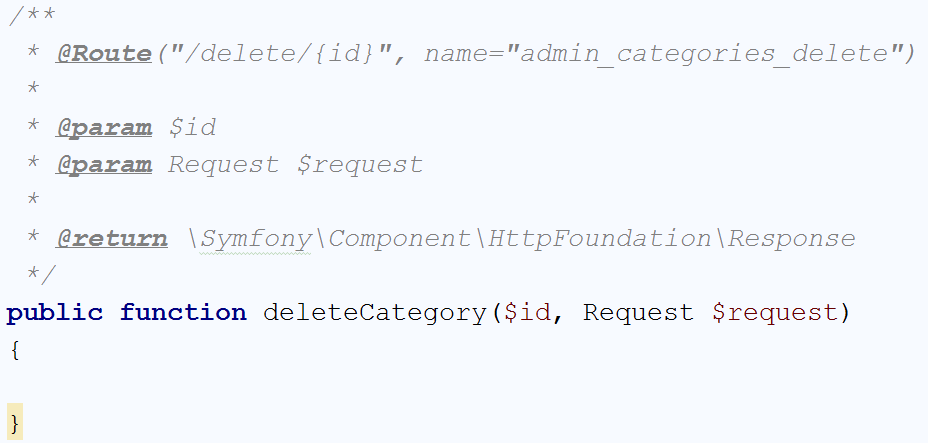 /**
 * @Route("/delete/{id}", name="admin_categories_delete")
 *
 * @param $id
 * @param Request $request
 *
 * @return \Symfony\Component\HttpFoundation\Response
 */
public function deleteCategory($id, Request $request)
{
}